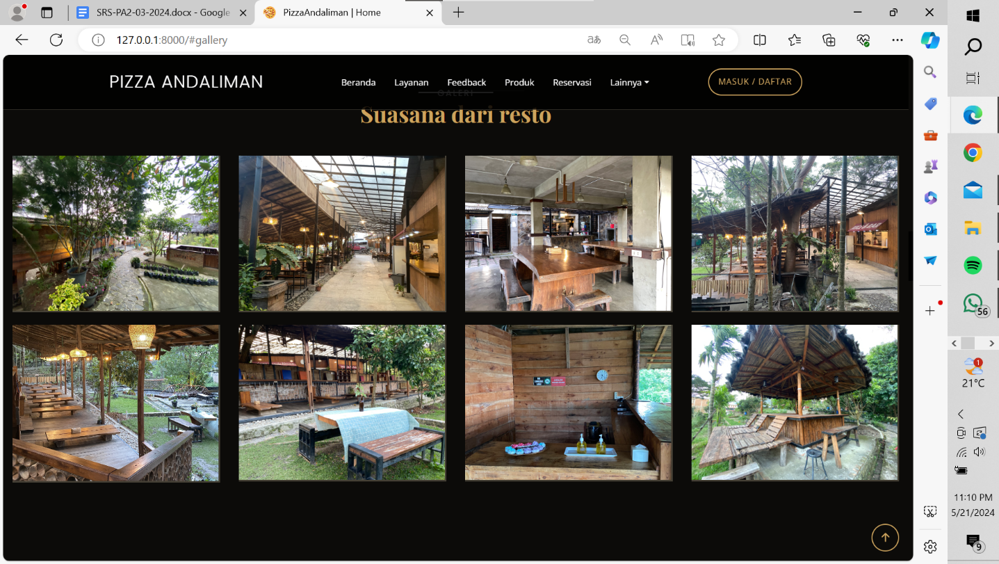 SRS-PA2-03-2024.docx - Google
PizzaAndaliman | Home
127.0.0.1:8000/#gallery
PIZZA ANDALIMAN
Beranda
Layanan
Feedback
Produk
Reservasi
Lainnya
MASUK / DAFTAR
GALERI
Suasana dari resto
56
1
21°C
11:10 PM
5/21/2024
9